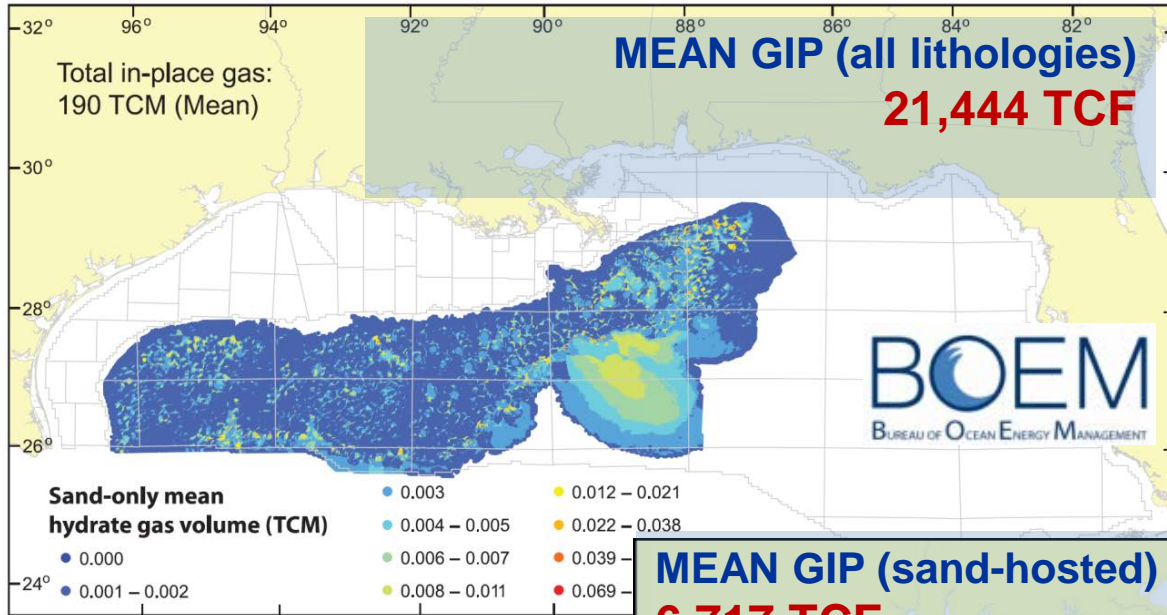 96° 94° 92° 90° 88° 86° 84° 82°
32°
MEAN GIP (all lithologies)
21,444 TCF
Total in-place gas:
190 TCM (Mean)
30°
28°
BOEM
BUREAU OF OCEAN ENERGY MANAGEMENT
26°
Sand-only mean
hydrate gas volume (TCM)
0.000
0.001 – 0.002
0.003
0.004 – 0.005
0.006 – 0.007
0.008 – 0.011
0.012 – 0.021
0.022 – 0.038
0.039 –
0.069 –
24°
MEAN GIP (sand-hosted)
6,717 TCF